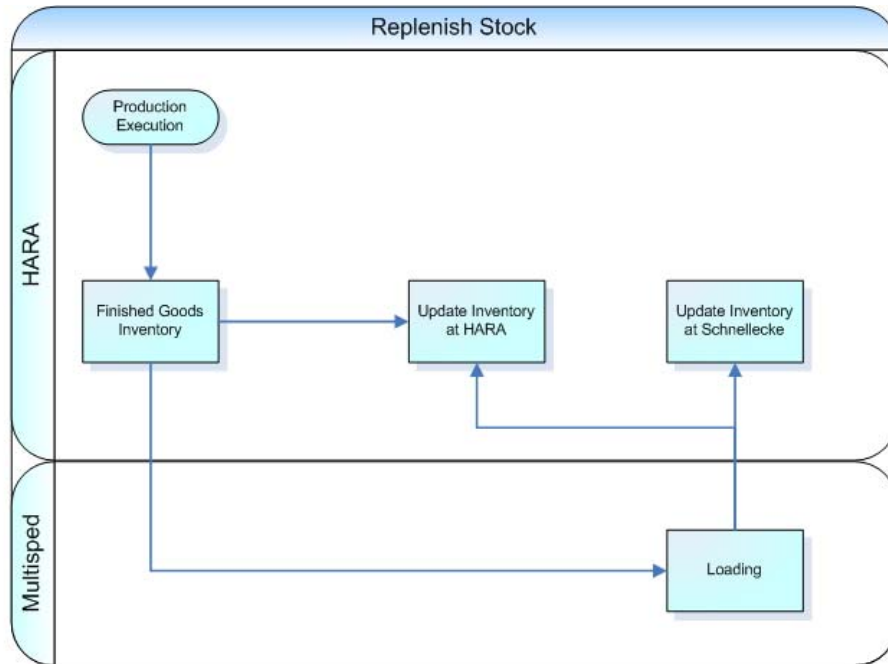 Replenish Stock
HARA
Production
Execution
Finished Goods
Inventory
Update Inventory
at HARA
Update Inventory
at Schnellecke
Multisped
Loading